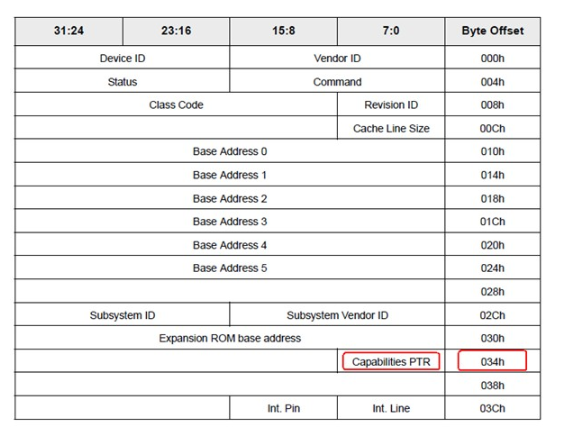 31:24 23:16 15:8 7:0 Byte Offset
Device ID Vendor ID 000h
Status Command 004h
Class Code Revision ID 008h
Cache Line Size 00Ch
Base Address 0 010h
Base Address 1 014h
Base Address 2 018h
Base Address 3 01Ch
Base Address 4 020h
Base Address 5 024h
028h
Subsystem ID Subsystem Vendor ID 02Ch
Expansion ROM base address 030h
Capabilities PTR 034h
038h
Int. Pin Int. Line 03Ch